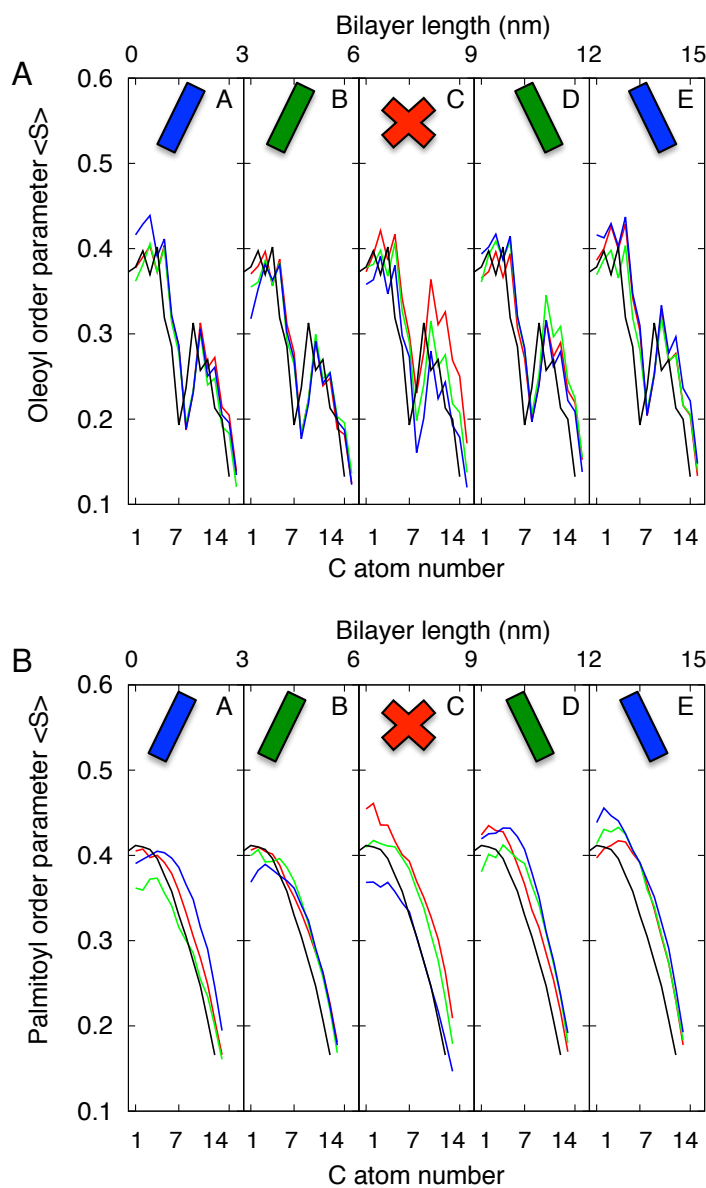 Bilayer length (nm)
0 3 6 9 12 15
A
A B C D E
Oleoyl order parameter <S>
0.6
0.5
0.4
0.3
0.2
0.1
1 7 14 1 7 14 1 7 14 1 7 14 1 7 14
C atom number
Bilayer length (nm)
B
0 3 6 9 12 15
A B C D E
Palmitoyl order parameter <S>
0.6
0.5
0.4
0.3
0.2
0.1
1 7 14 1 7 14 1 7 14 1 7 14 1 7 14
C atom number